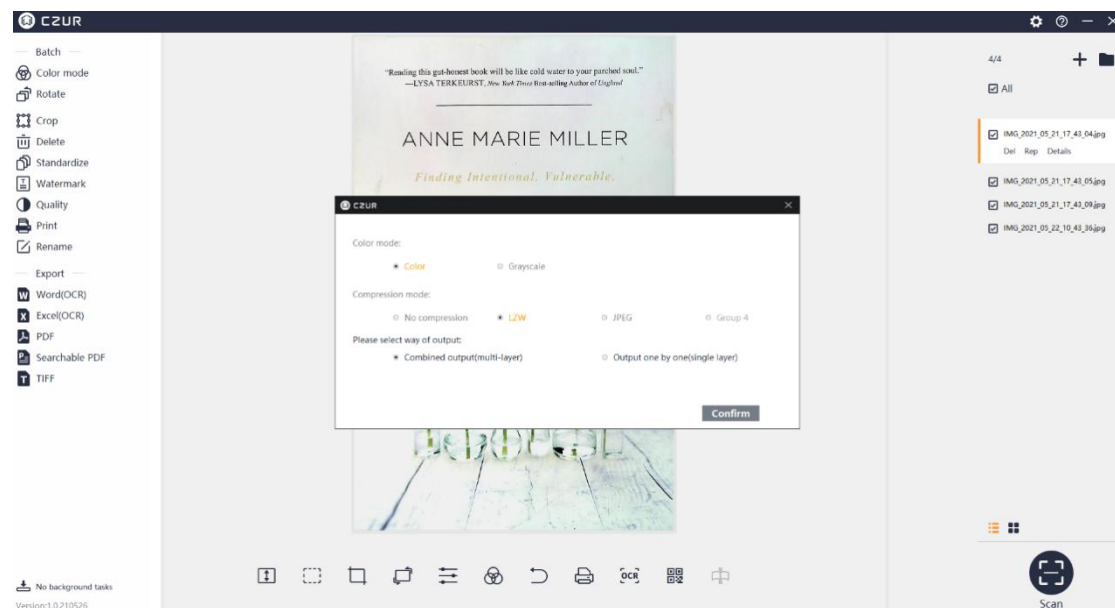 CZUR
Batch
Color mode
Rotate
Crop
Delete
Standardize
Watermark
Quality
Print
Rename
Export
Word(OCR)
Excel(OCR)
PDF
Searchable PDF
TIFF
No background tasks
Version:1.0.210526
"Reading this gut-honest book will be like cold water to your parched soul."
—LYSA TERKEURST, New York Times Best-selling Author of Unglued
ANNE MARIE MILLER
Finding Intentional. Vulnerable.
CZUR
Color mode:
Color Grayscale
Compression mode:
No compression LZW JPEG Group 4
Please select way of output:
Combined output(multi-layer) Output one by one(single layer)
Confirm
OCR
4/4
All
IMG_2021_05_21_17_43_04.jpg
Del Rep Details
IMG_2021_05_21_17_43_05.jpg
IMG_2021_05_21_17_43_09.jpg
IMG_2021_05_22_10_43_36.jpg
Scan